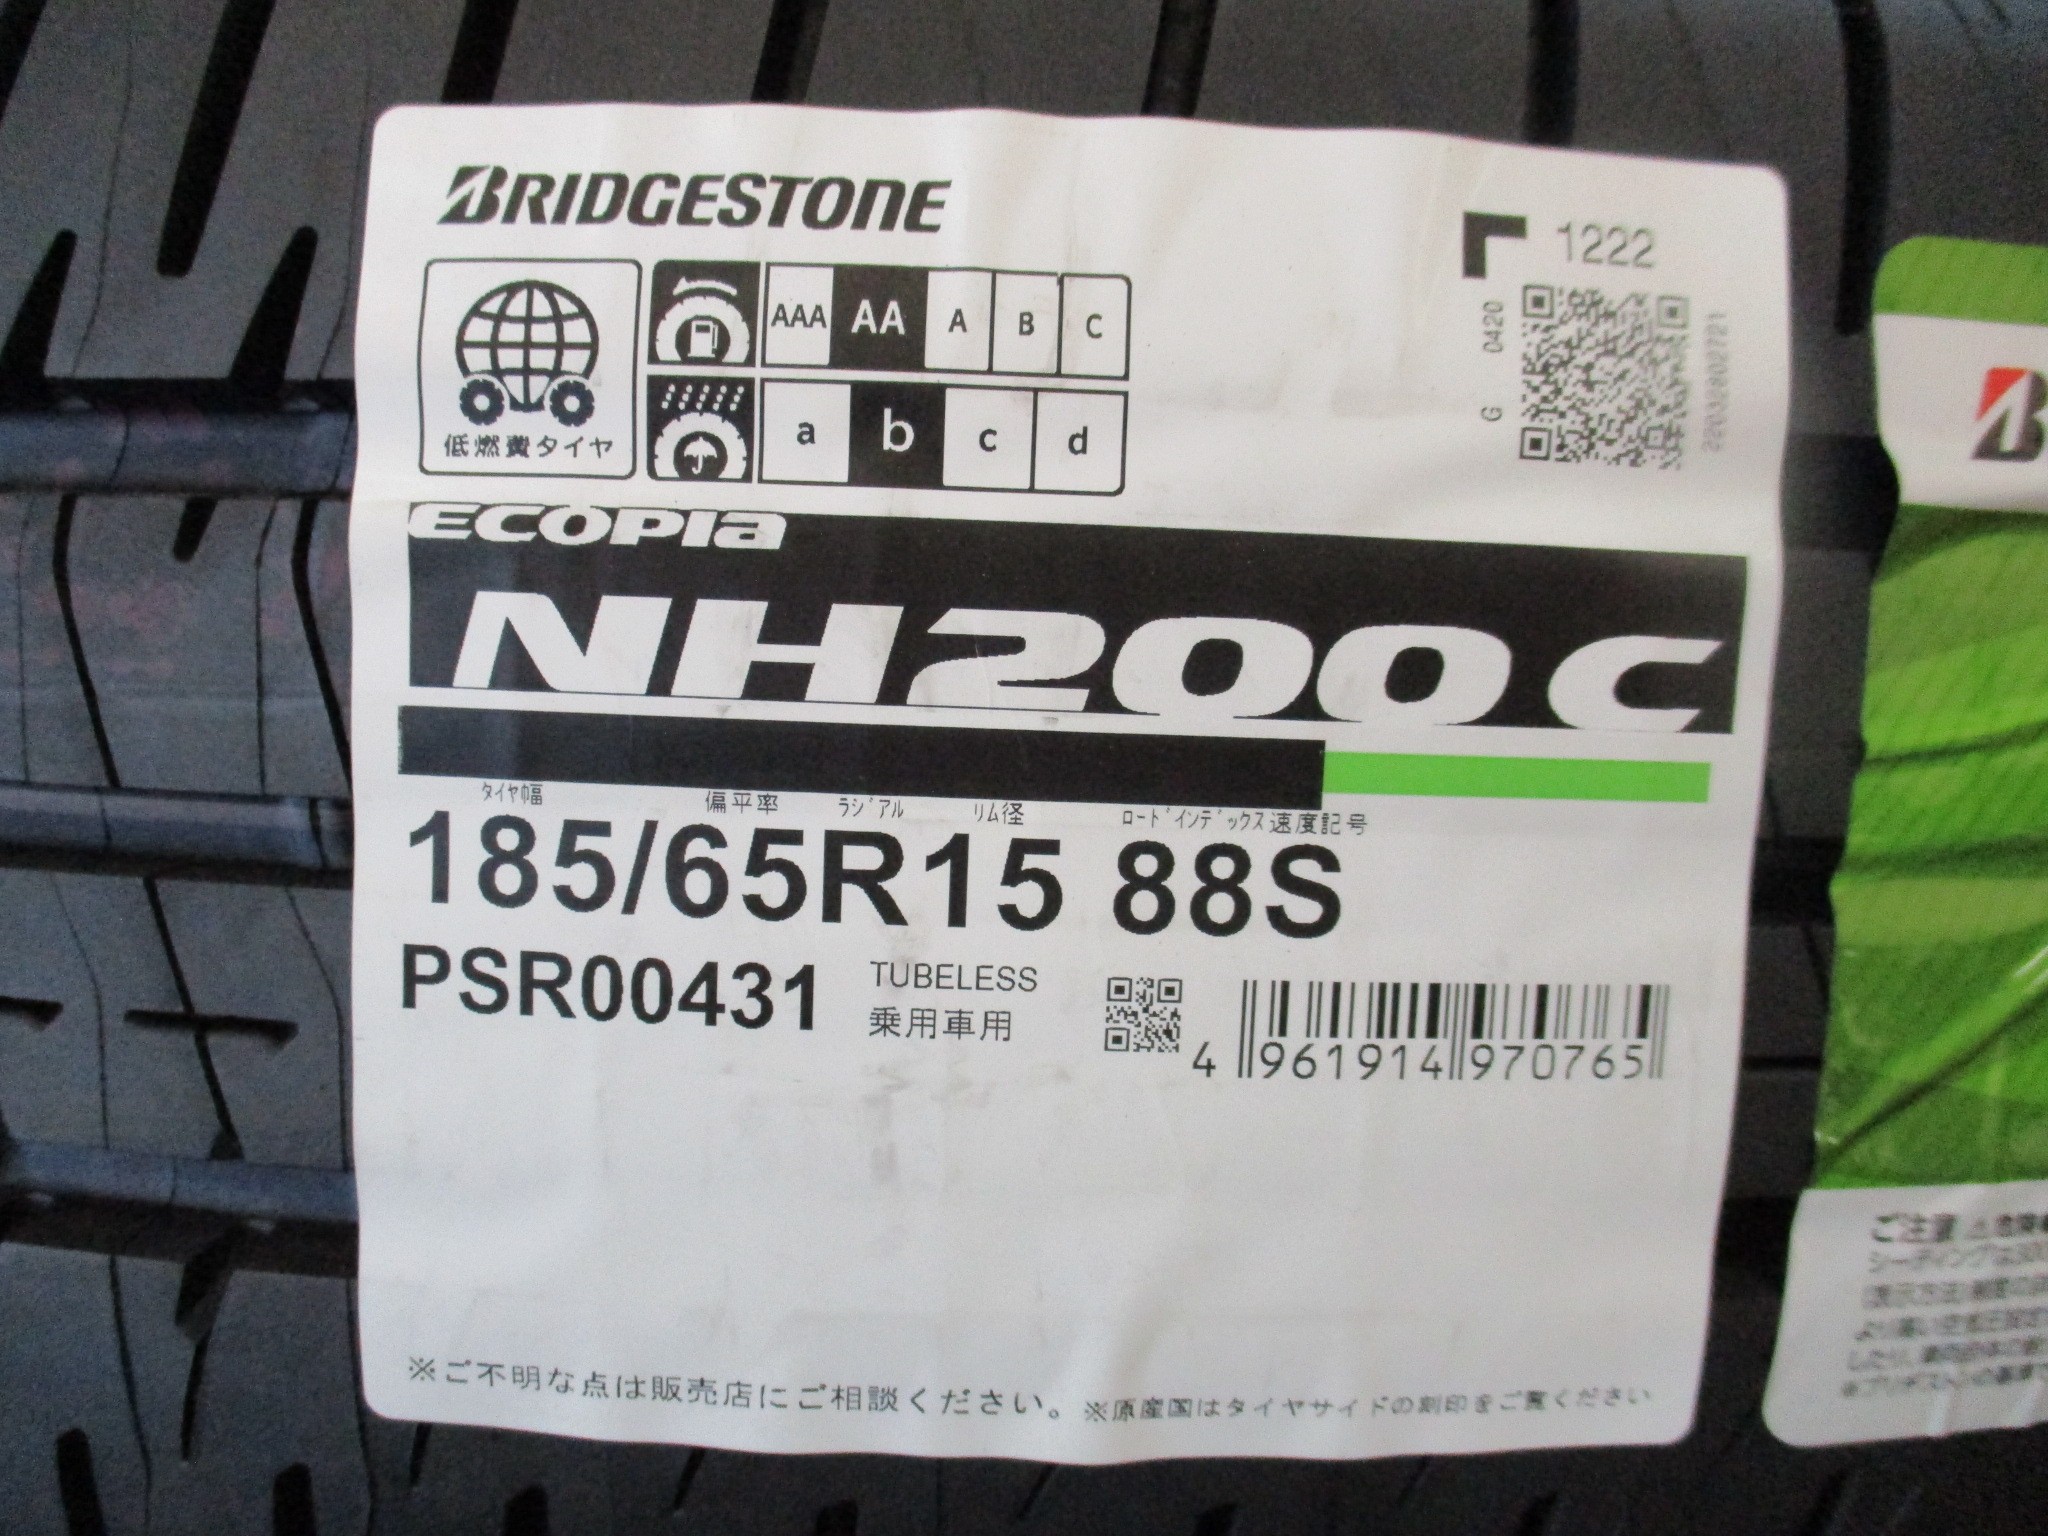 BRIDGESTONE
1222
G 0420
220328027721
AAA AA A B C
a b c d
低燃費タイヤ
ECOPIA
NH200 C
タイヤ幅 偏平率 ラジアル リム径 ロードインデックス 速度記号
185/65R15 88S
PSR00431
TUBELESS
乗用車用
4 961914 970765
※ご不明な点は販売店にご相談ください。 ※原産国はタイヤサイドの刻印をご覧ください
B
ご注意